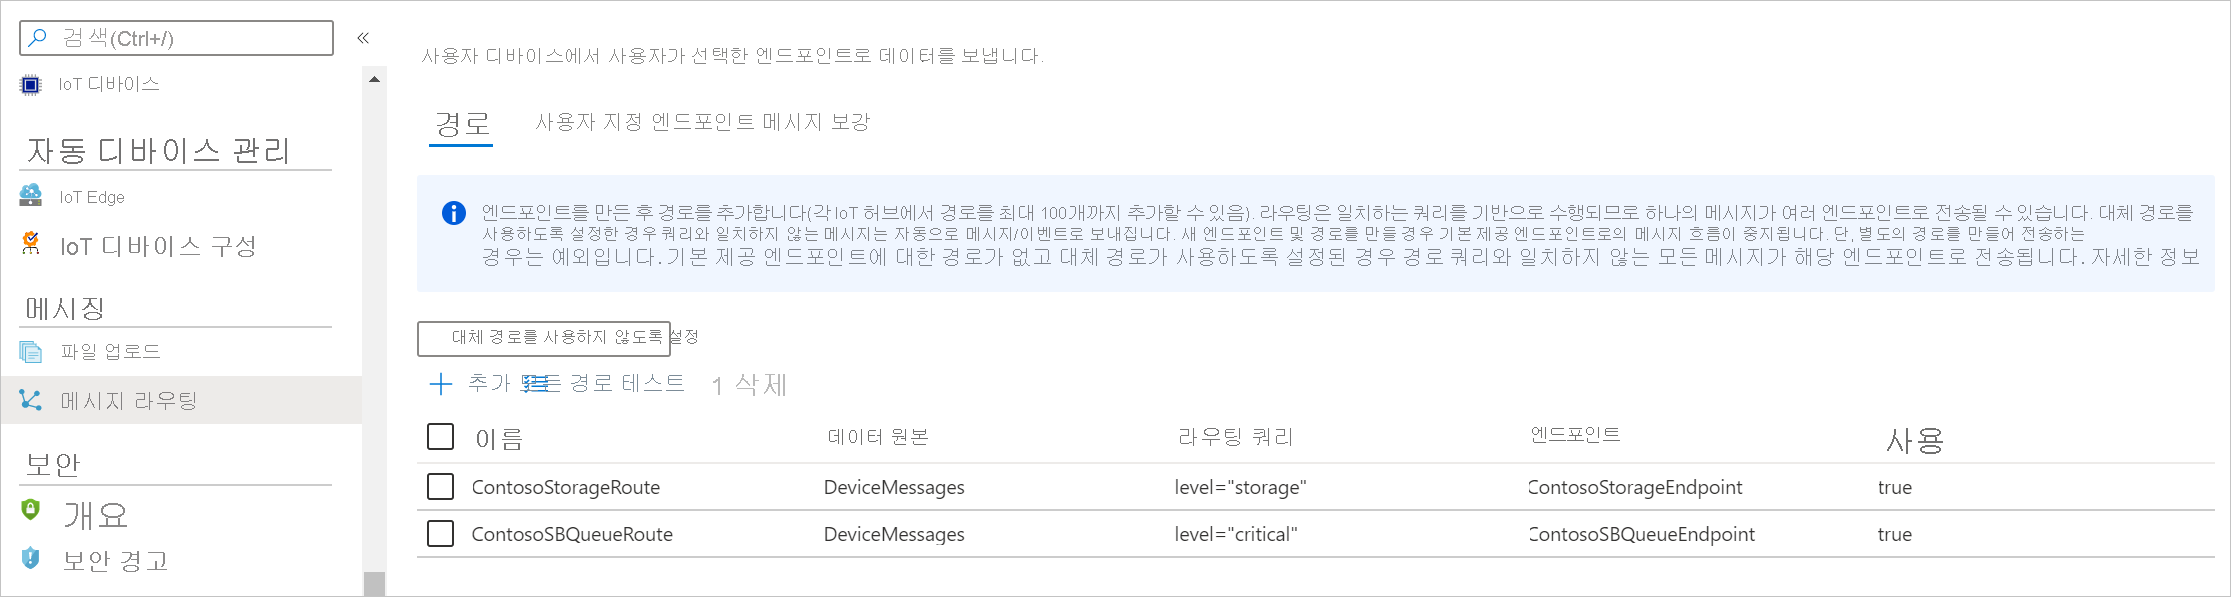 검색(Ctrl+/)
«
IoT 디바이스
자동 디바이스 관리
IoT Edge
IoT 디바이스 구성
메시징
파일 업로드
메시지 라우팅
보안
개요
보안 경고
사용자 디바이스에서 사용자가 선택한 엔드포인트로 데이터를 보냅니다.
경로 사용자 지정 엔드포인트 메시지 보강
엔드포인트를 만든 후 경로를 추가합니다(각 IoT 허브에서 경로를 최대 100개까지 추가할 수 있음). 라우팅은 일치하는 쿼리를 기반으로 수행되므로 하나의 메시지가 여러 엔드포인트로 전송될 수 있습니다. 대체 경로를
사용하도록 설정한 경우 쿼리와 일치하지 않는 메시지는 자동으로 메시지/이벤트로 보내집니다. 새 엔드포인트 및 경로를 만들 경우 기본 제공 엔드포인트로의 메시지 흐름이 중지됩니다. 단, 별도의 경로를 만들어 전송하는
경우는 예외입니다. 기본 제공 엔드포인트에 대한 경로가 없고 대체 경로가 사용하도록 설정된 경우 경로 쿼리와 일치하지 않는 모든 메시지가 해당 엔드포인트로 전송됩니다. 자세한 정보
대체 경로를 사용하지 않도록 설정
추가 모든 경로 테스트 1 삭제
이름 데이터 원본 라우팅 쿼리 엔드포인트 사용
ContosoStorageRoute DeviceMessages level="storage" ContosoStorageEndpoint true
ContosoSBQueueRoute DeviceMessages level="critical" ContosoSBQueueEndpoint true